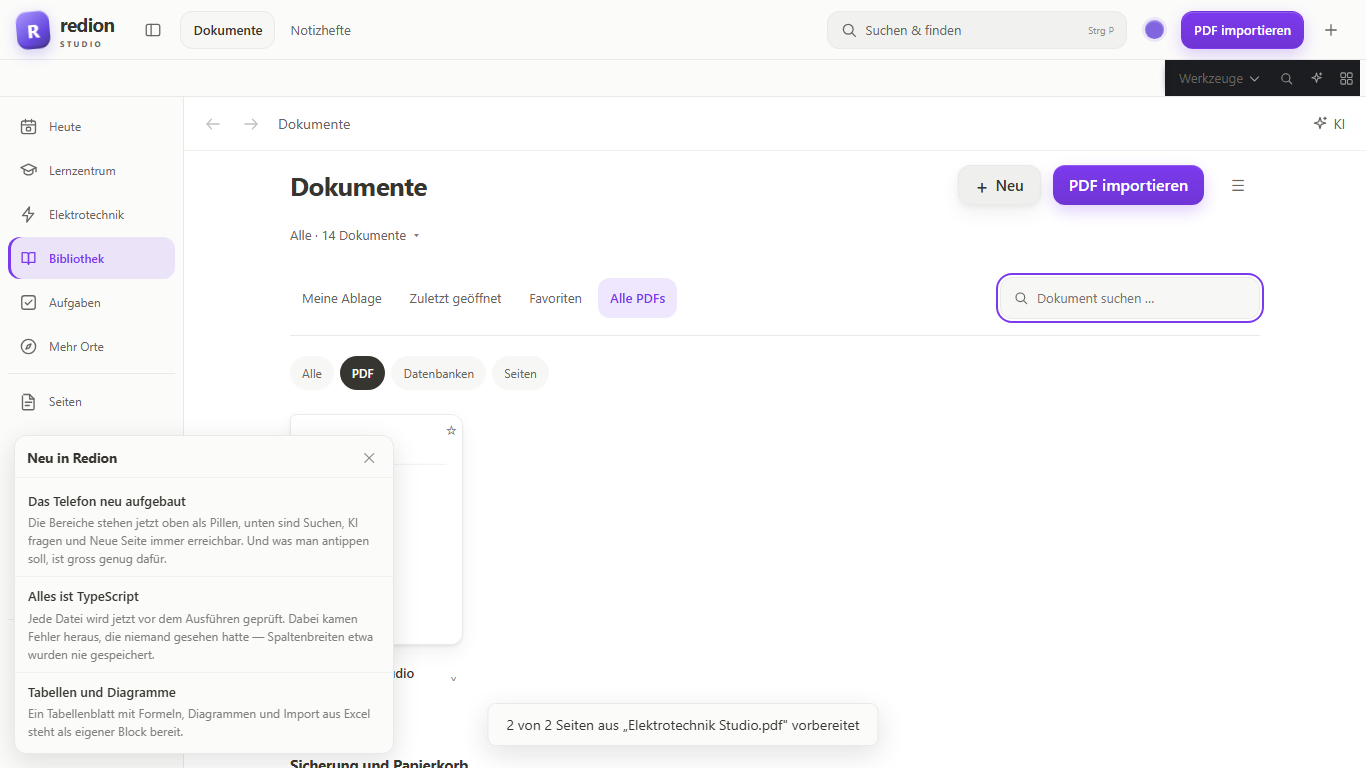 R
redion
STUDIO
Dokumente
Notizhefte
Suchen & finden
Strg P
PDF importieren
Werkzeuge
Heute
Lernzentrum
Elektrotechnik
Bibliothek
Aufgaben
Mehr Orte
Seiten
Dokumente
KI
Dokumente
+ Neu
PDF importieren
Alle · 14 Dokumente
Meine Ablage
Zuletzt geöffnet
Favoriten
Alle PDFs
Dokument suchen ...
Alle
PDF
Datenbanken
Seiten
Neu in Redion
Das Telefon neu aufgebaut
Die Bereiche stehen jetzt oben als Pillen, unten sind Suchen, KI
fragen und Neue Seite immer erreichbar. Und was man antippen
soll, ist gross genug dafür.
Alles ist TypeScript
Jede Datei wird jetzt vor dem Ausführen geprüft. Dabei kamen
Fehler heraus, die niemand gesehen hatte — Spaltenbreiten etwa
wurden nie gespeichert.
Tabellen und Diagramme
Ein Tabellenblatt mit Formeln, Diagrammen und Import aus Excel
steht als eigener Block bereit.
2 von 2 Seiten aus „Elektrotechnik Studio.pdf“ vorbereitet
Sicherung und Papierkorb